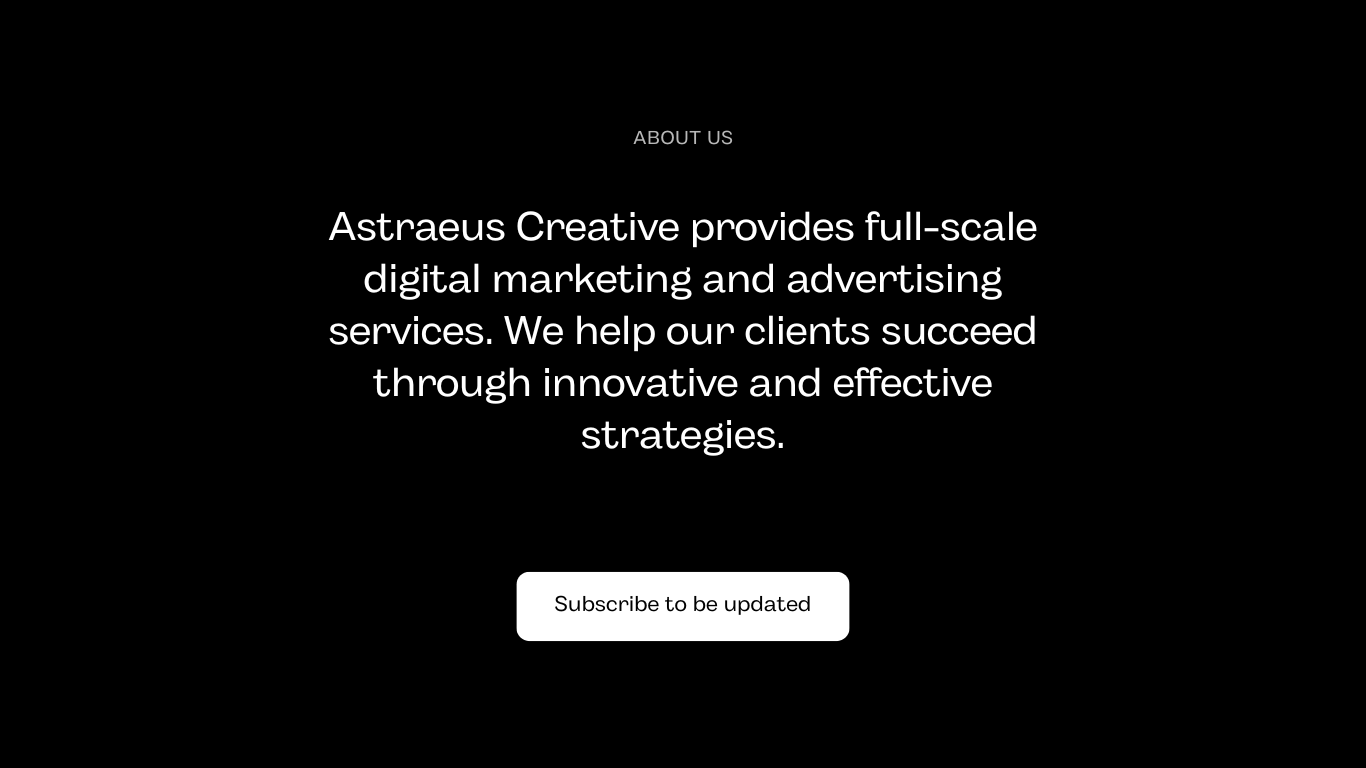 ABOUT US
Astraeus Creative provides full-scale
digital marketing and advertising
services. We help our clients succeed
through innovative and effective
strategies.
Subscribe to be updated